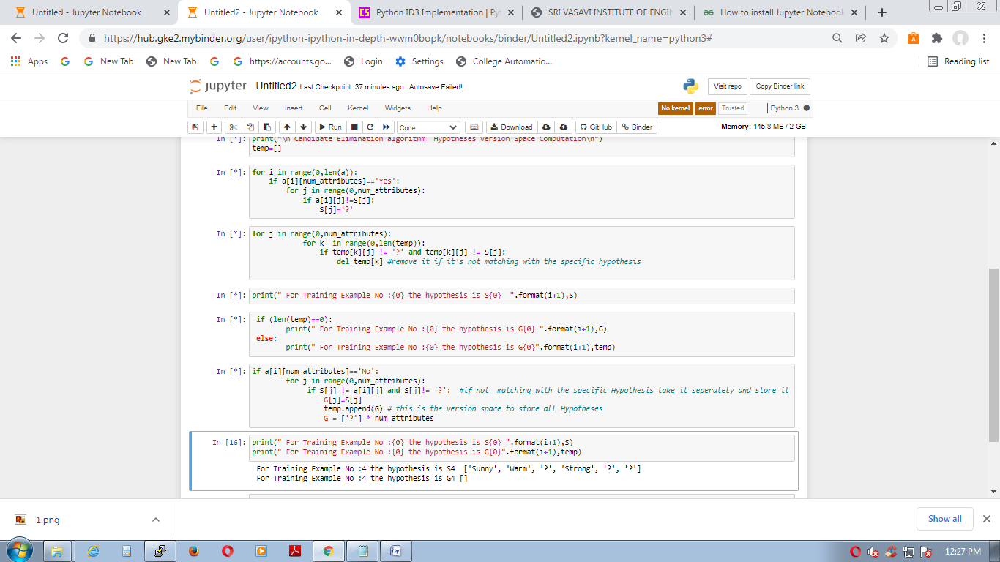 Untitled - Jupyter Notebook
Untitled2 - Jupyter Notebook
CS Python ID3 Implementation | Py
SRI VASAVI INSTITUTE OF ENGIN
How to install Jupyter Notebook
https://hub.gke2.mybinder.org/user/ipython-ipython-in-depth-wwm0bopk/notebooks/binder/Untitled2.ipynb?kernel_name=python3#
Apps
New Tab
New Tab
https://accounts.go...
Login
Settings
College Automatio...
Reading list
jupyter Untitled2 Last Checkpoint: 37 minutes ago Autosave Failed!
Visit repo
Copy Binder link
File Edit View Insert Cell Kernel Widgets Help
No kernel error Trusted Python 3
Run Code Download GitHub Binder
Memory: 145.8 MB / 2 GB
In [*]: print("\n Candidate Elimination algorithm  Hypotheses Version Space Computation\n")
temp=[]
In [*]: for i in range(0,len(a)):
if a[i][num_attributes]=='Yes':
for j in range(0,num_attributes):
if a[i][j]!=S[j]:
S[j]='?'
In [*]: for j in range(0,num_attributes):
for k  in range(0,len(temp)):
if temp[k][j] != '?' and temp[k][j] != S[j]:
del temp[k] #remove it if it's not matching with the specific hypothesis
In [*]: print(" For Training Example No :{0} the hypothesis is S{0}  ".format(i+1),S)
In [*]: if (len(temp)==0):
print(" For Training Example No :{0} the hypothesis is G{0} ".format(i+1),G)
else:
print(" For Training Example No :{0} the hypothesis is G{0}".format(i+1),temp)
In [*]: if a[i][num_attributes]=='No':
for j in range(0,num_attributes):
if S[j] != a[i][j] and S[j]!= '?':  #if not  matching with the specific Hypothesis take it seperately and store it
G[j]=S[j]
temp.append(G) # this is the version space to store all Hypotheses
G = ['?'] * num_attributes
In [16]: print(" For Training Example No :{0} the hypothesis is S{0} ".format(i+1),S)
print(" For Training Example No :{0} the hypothesis is G{0}".format(i+1),temp)
For Training Example No :4 the hypothesis is S4  ['Sunny', 'Warm', '?', 'Strong', '?', '?']
For Training Example No :4 the hypothesis is G4 []
1.png
Show all
12:27 PM